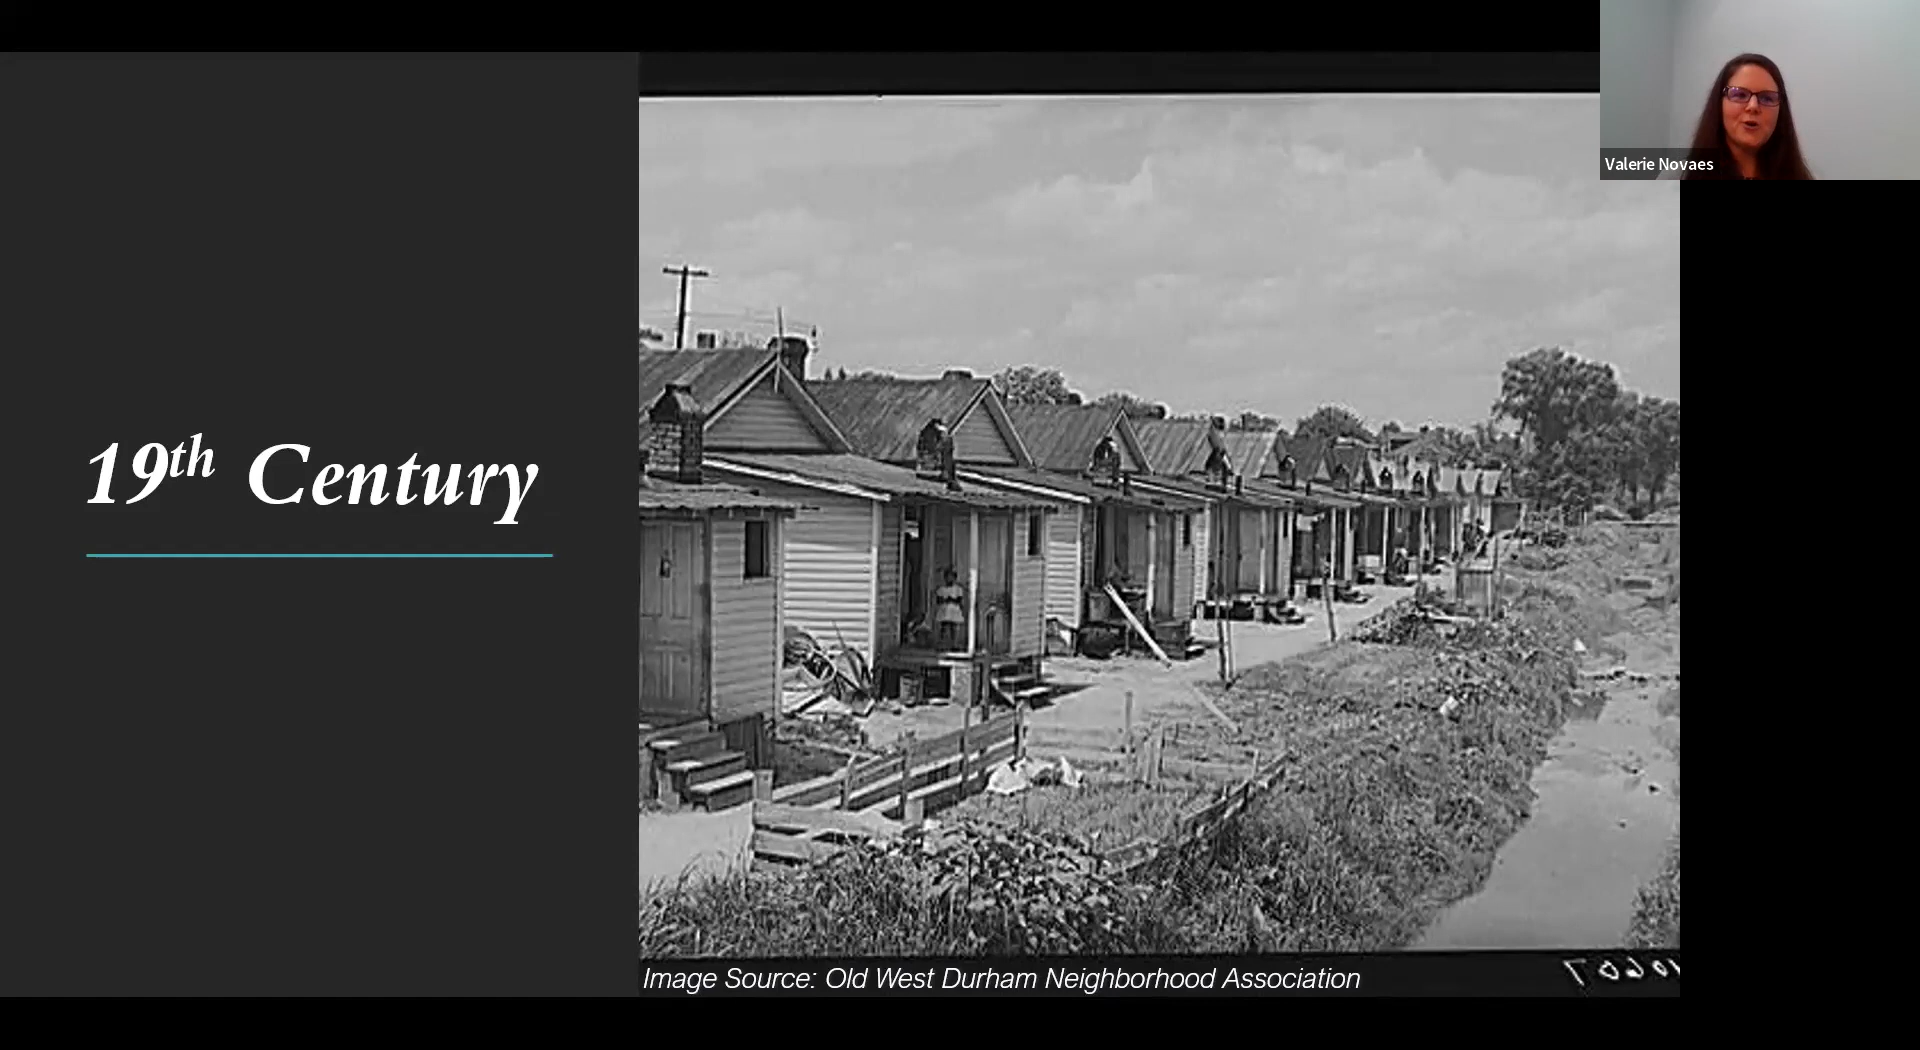 Valerie Novaes
19th Century
Image Source: Old West Durham Neighborhood Association